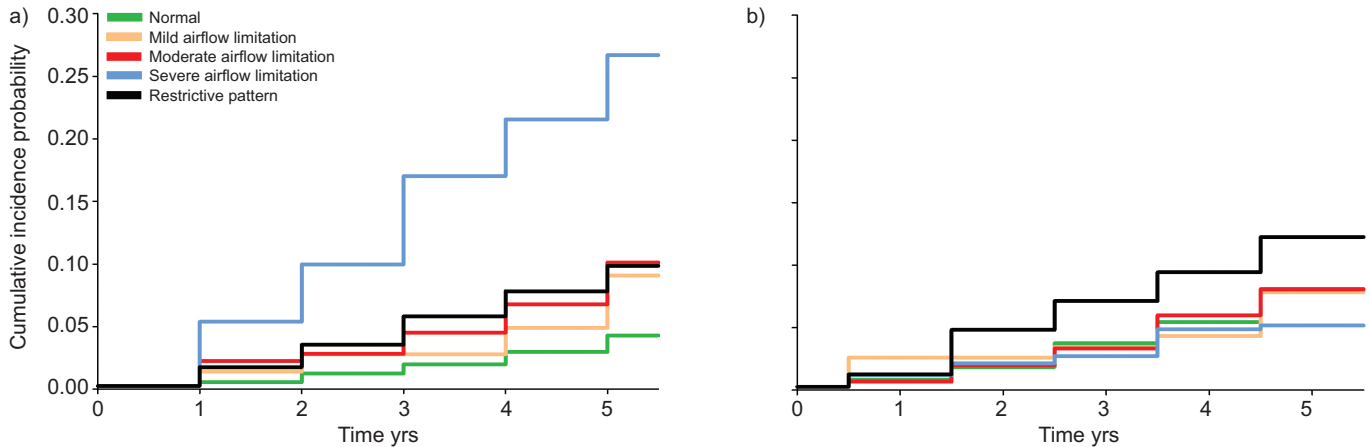 a)
Cumulative incidence probability
0.30
0.25
0.20
0.15
0.10
0.05
0.00
Normal
Mild airflow limitation
Moderate airflow limitation
Severe airflow limitation
Restrictive pattern
0 1 2 3 4 5
Time yrs
b)
0 1 2 3 4 5
Time yrs